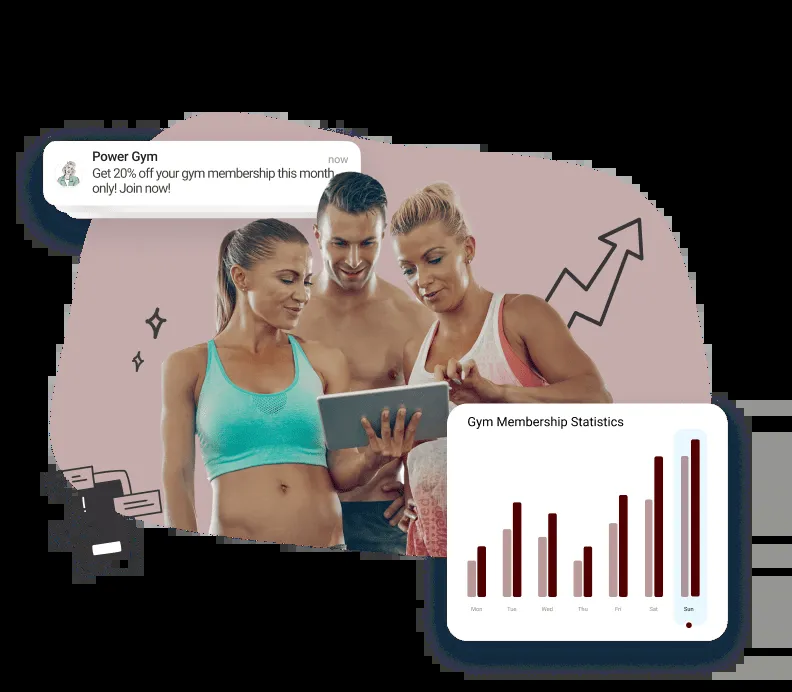 Power Gym
now
Get 20% off your gym membership this month
only! Join now!
Gym Membership Statistics
Mon Tue Wed Thu Fri Sat Sun
!